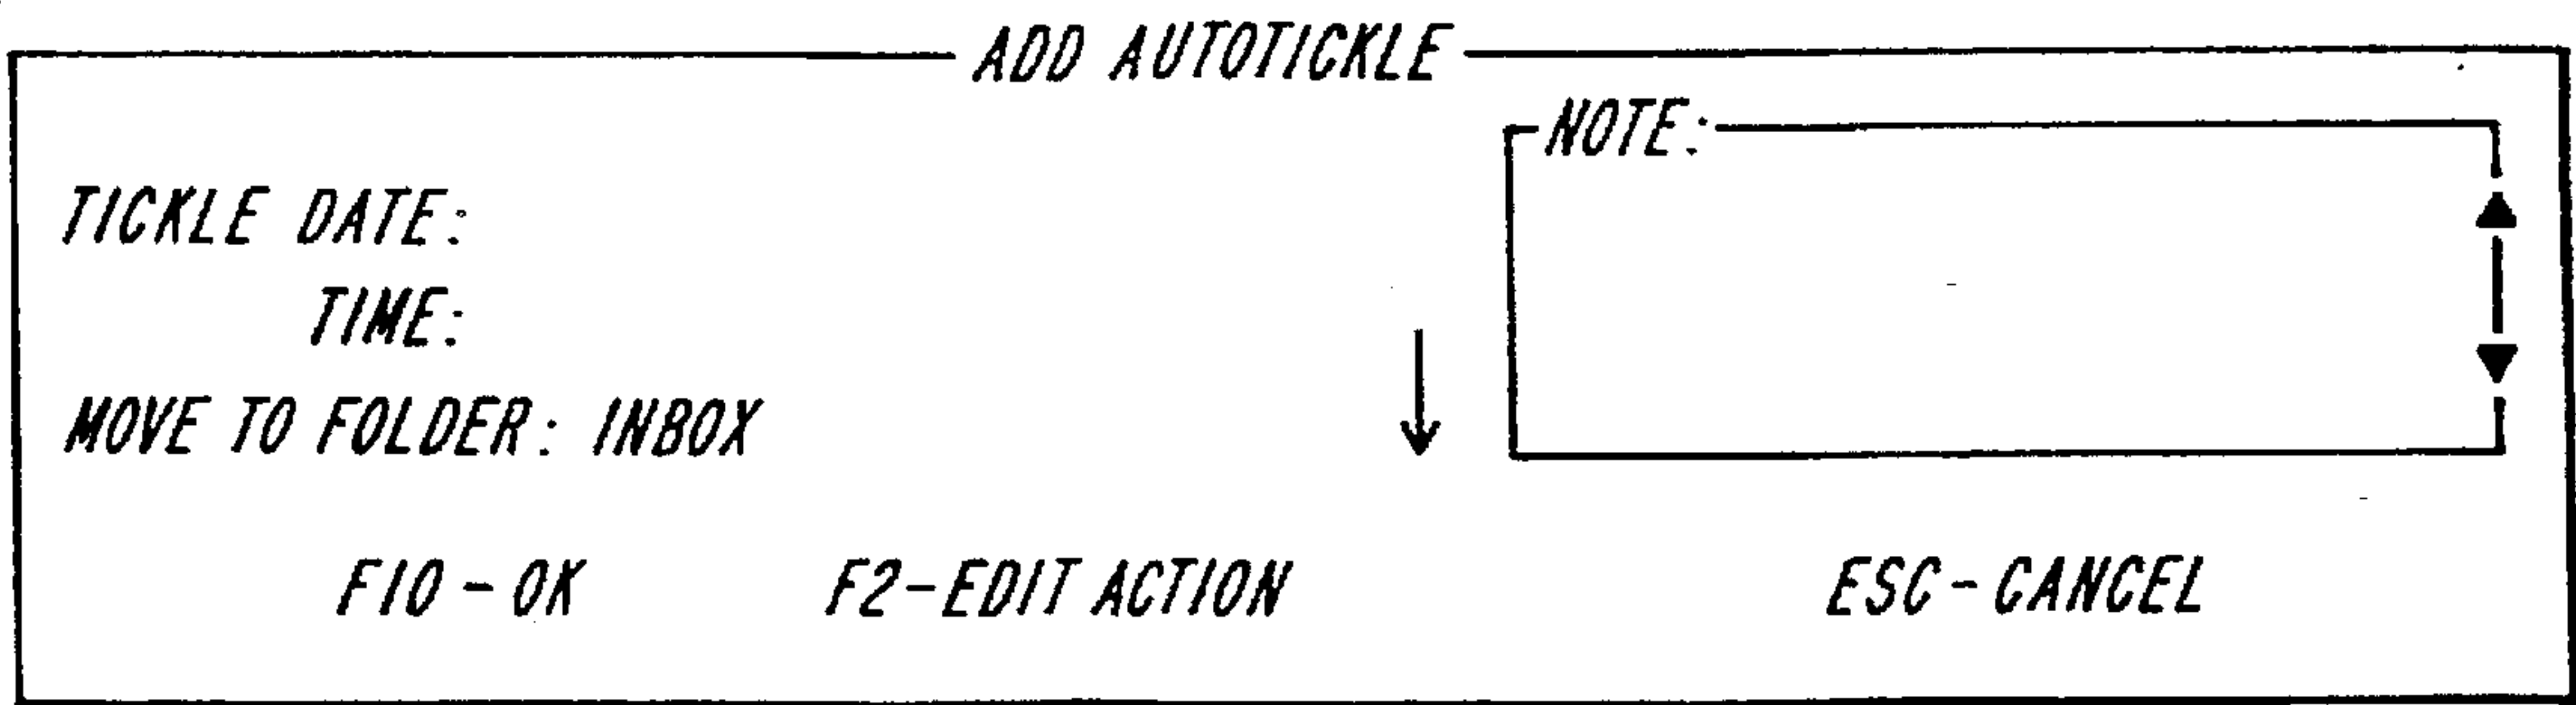 ADD AUTOTICKLE
NOTE:
TICKLE DATE:
TIME:
MOVE TO FOLDER: INBOX
F10-OK F2-EDIT ACTION ESC-CANCEL